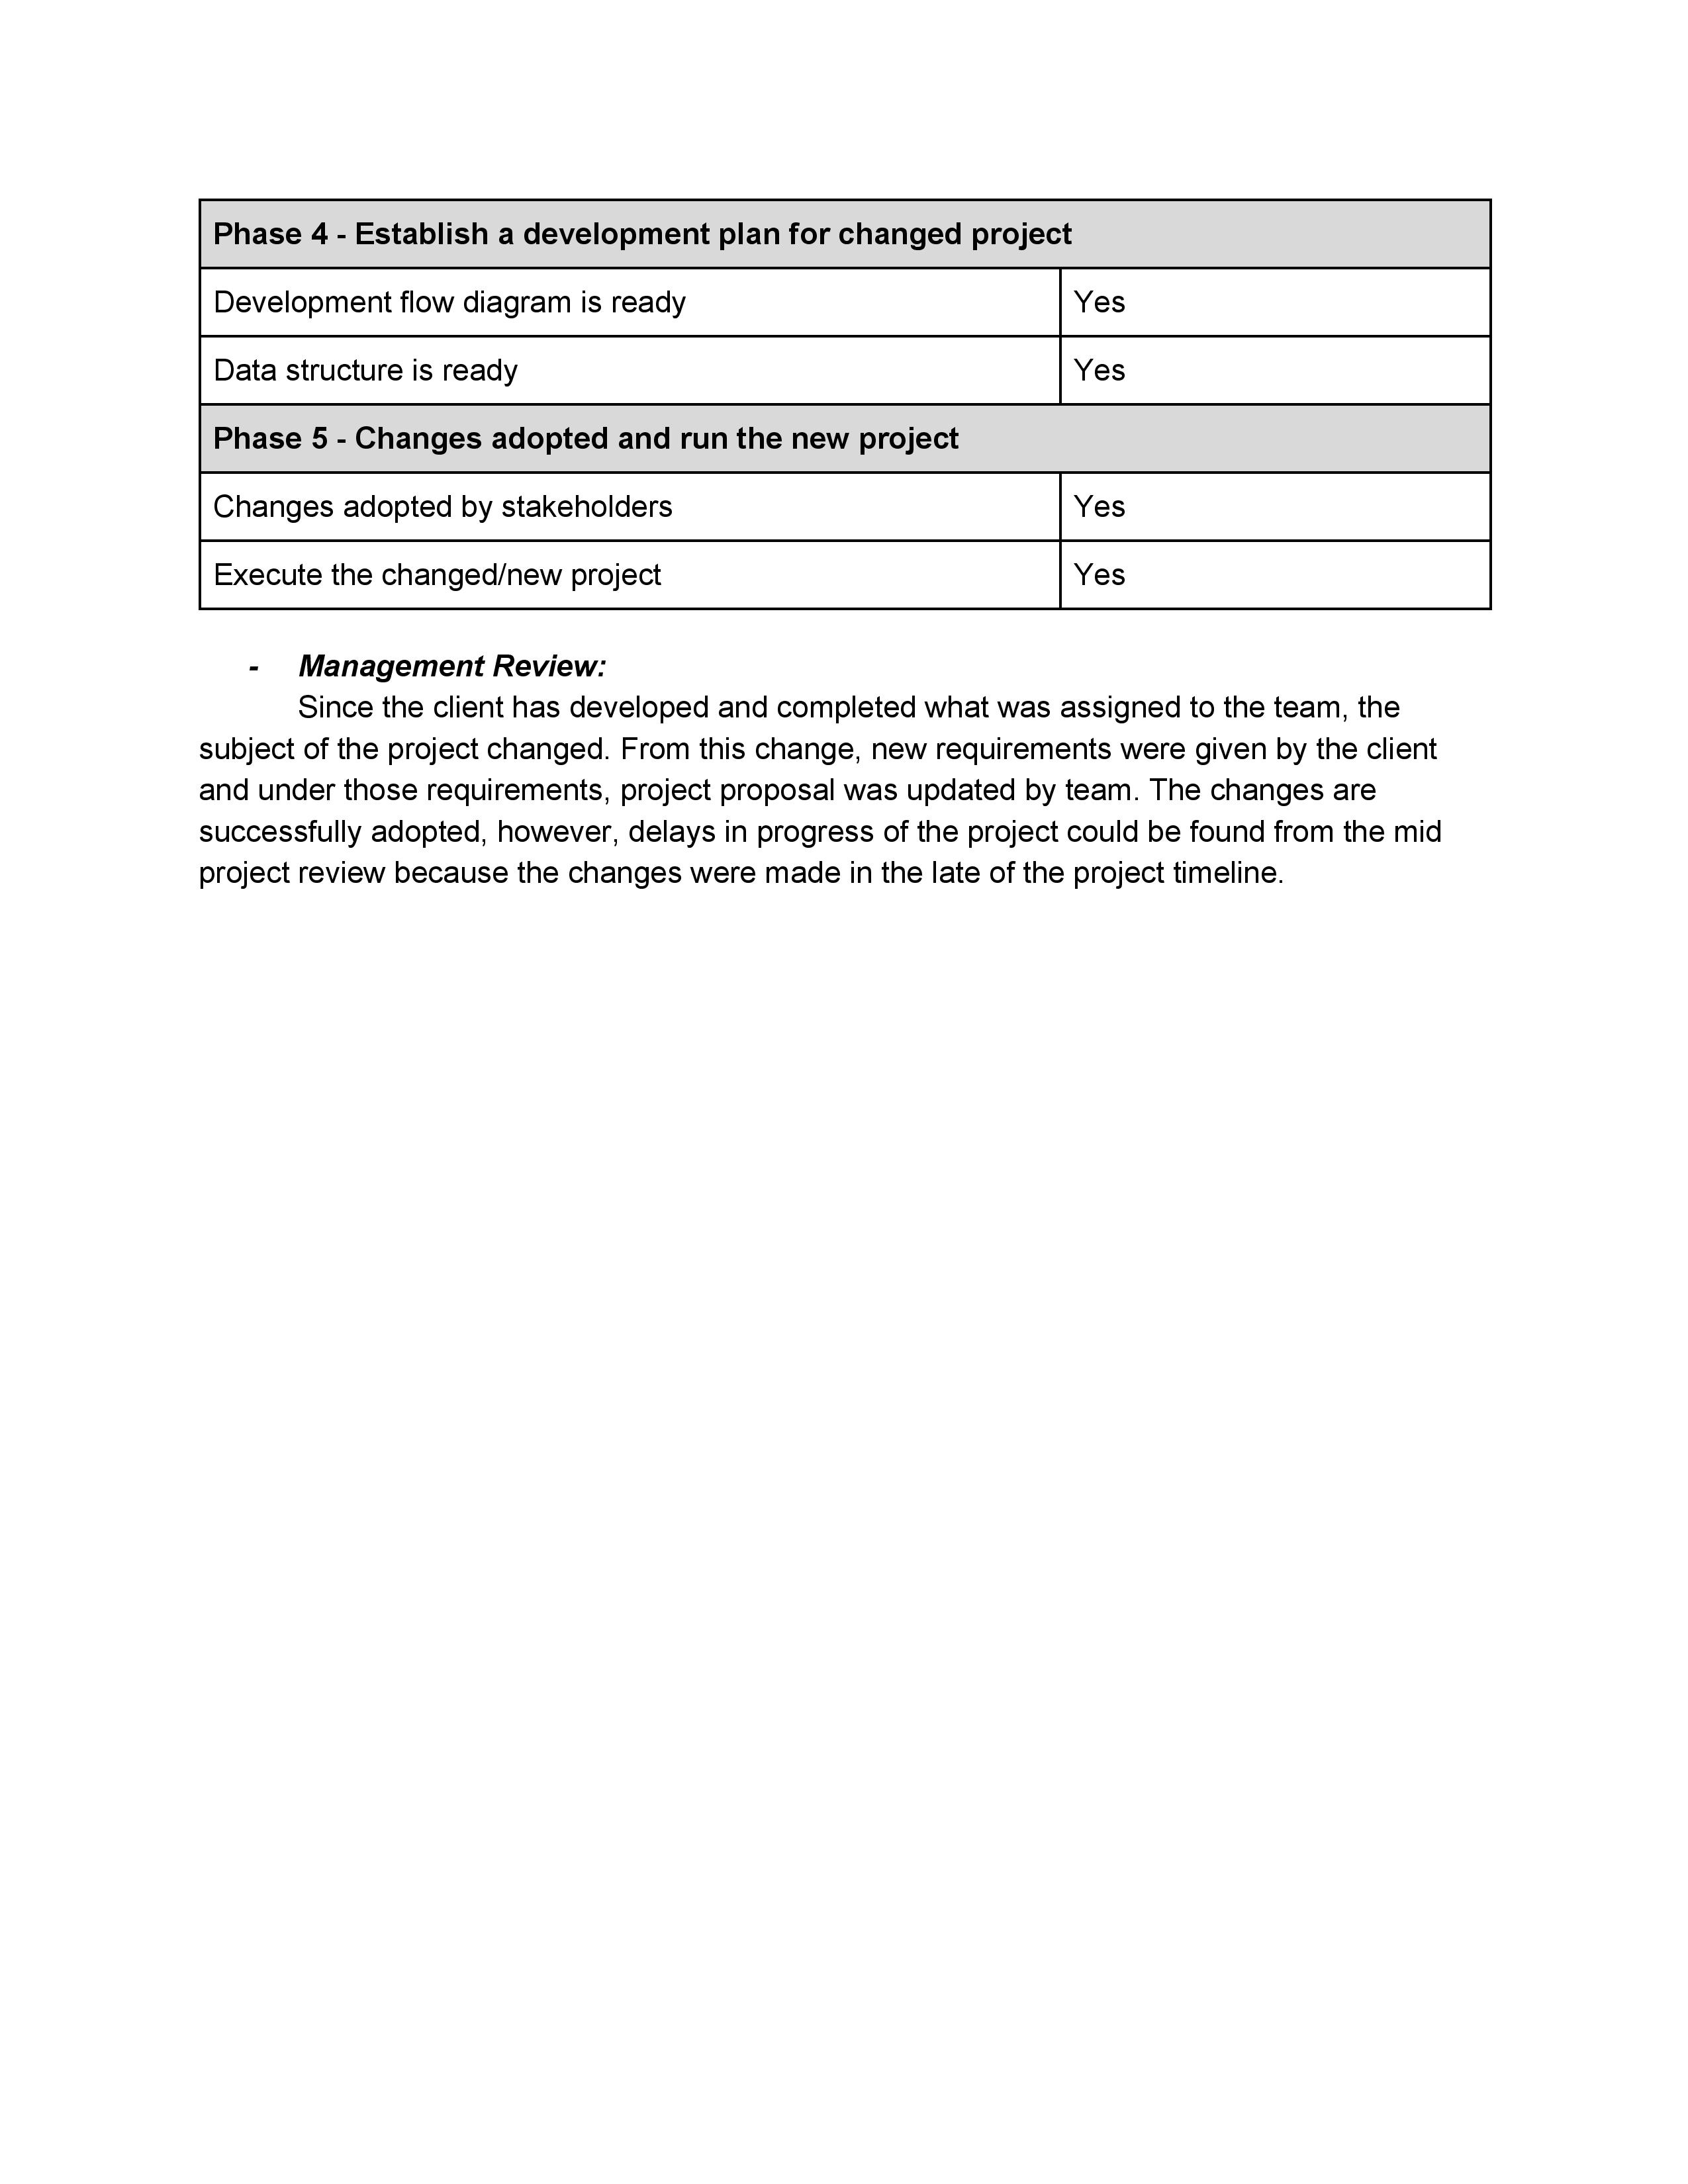 Phase 4 - Establish a development plan for changed project
Development flow diagram is ready Yes
Data structure is ready Yes
Phase 5 - Changes adopted and run the new project
Changes adopted by stakeholders Yes
Execute the changed/new project Yes
- Management Review:
Since the client has developed and completed what was assigned to the team, the
subject of the project changed. From this change, new requirements were given by the client
and under those requirements, project proposal was updated by team. The changes are
successfully adopted, however, delays in progress of the project could be found from the mid
project review because the changes were made in the late of the project timeline.